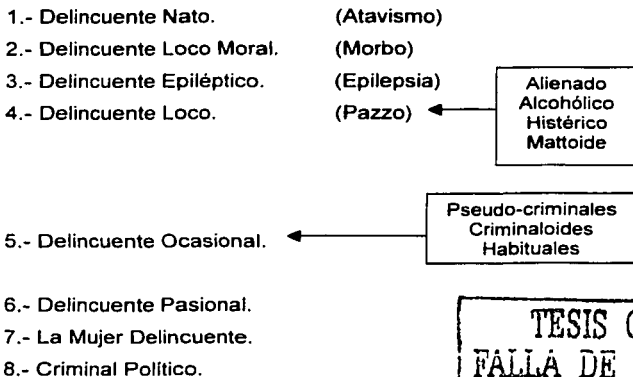 1.- Delincuente Nato. (Atavismo)
2.- Delincuente Loco Moral. (Morbo)
3.- Delincuente Epiléptico. (Epilepsia)
4.- Delincuente Loco. (Pazzo)
Alienado
Alcohólico
Histérico
Mattoide
Pseudo-criminales
Criminaloides
Habituales
5.- Delincuente Ocasional.
6.- Delincuente Pasional.
7.- La Mujer Delincuente.
8.- Criminal Político.
TESIS
FALLA DE